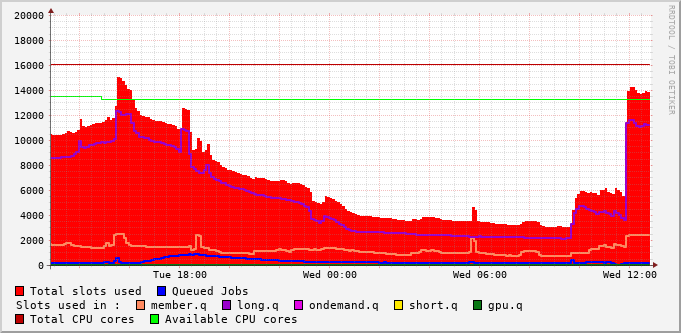 20000
18000
16000
14000
12000
10000
8000
6000
4000
2000
0
Tue 18:00 Wed 00:00 Wed 06:00 Wed 12:00
RRDTOOL / TOBI OETIKER
Total slots used Queued Jobs
Slots used in : member.q long.q ondemand.q short.q gpu.q
Total CPU cores Available CPU cores